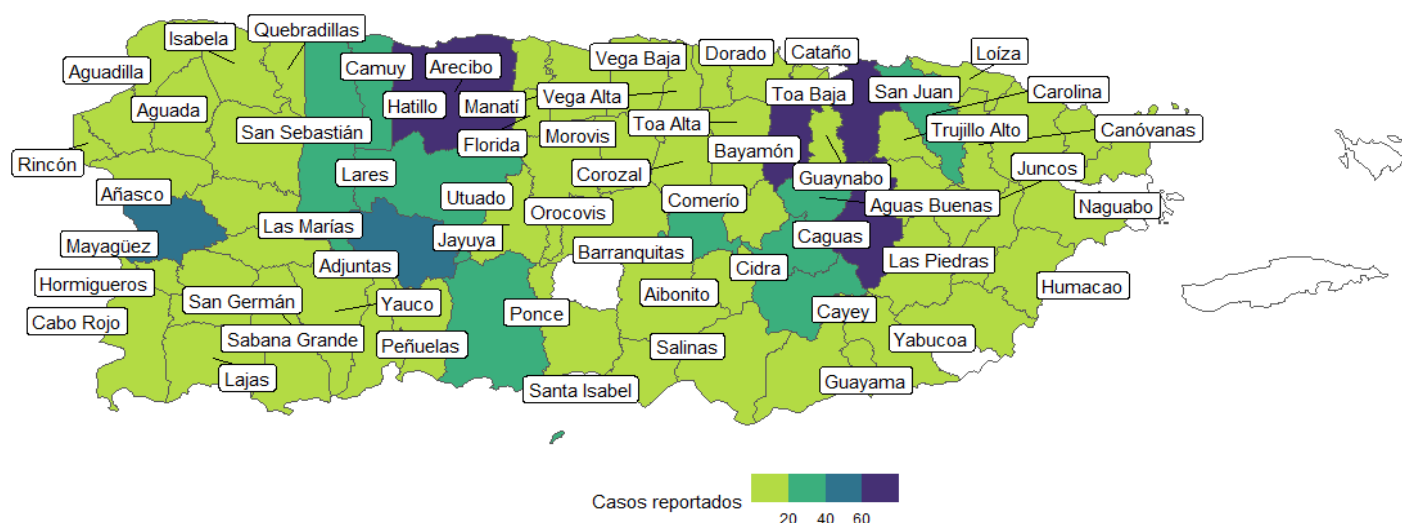 Quebradillas
Isabela
Vega Baja
Dorado
Cataño
Loíza
Aguadilla
Camuy
Arecibo
Carolina
Aguada
Hatillo
Manatí
Vega Alta
Toa Baja
San Juan
San Sebastián
Toa Alta
Trujillo Alto
Canóvanas
Rincón
Florida
Morovis
Bayamón
Juncos
Añasco
Lares
Utuado
Corozal
Guaynabo
Naguabo
Mayagüez
Las Marías
Orocovis
Comerío
Aguas Buenas
Jayuya
Barranquitas
Caguas
Hormigueros
Adjuntas
Cidra
Las Piedras
Humacao
San Germán
Yauco
Aibonito
Cabo Rojo
Ponce
Cayey
Sabana Grande
Peñuelas
Salinas
Yabucoa
Lajas
Santa Isabel
Guayama
Casos reportados
20 40 60